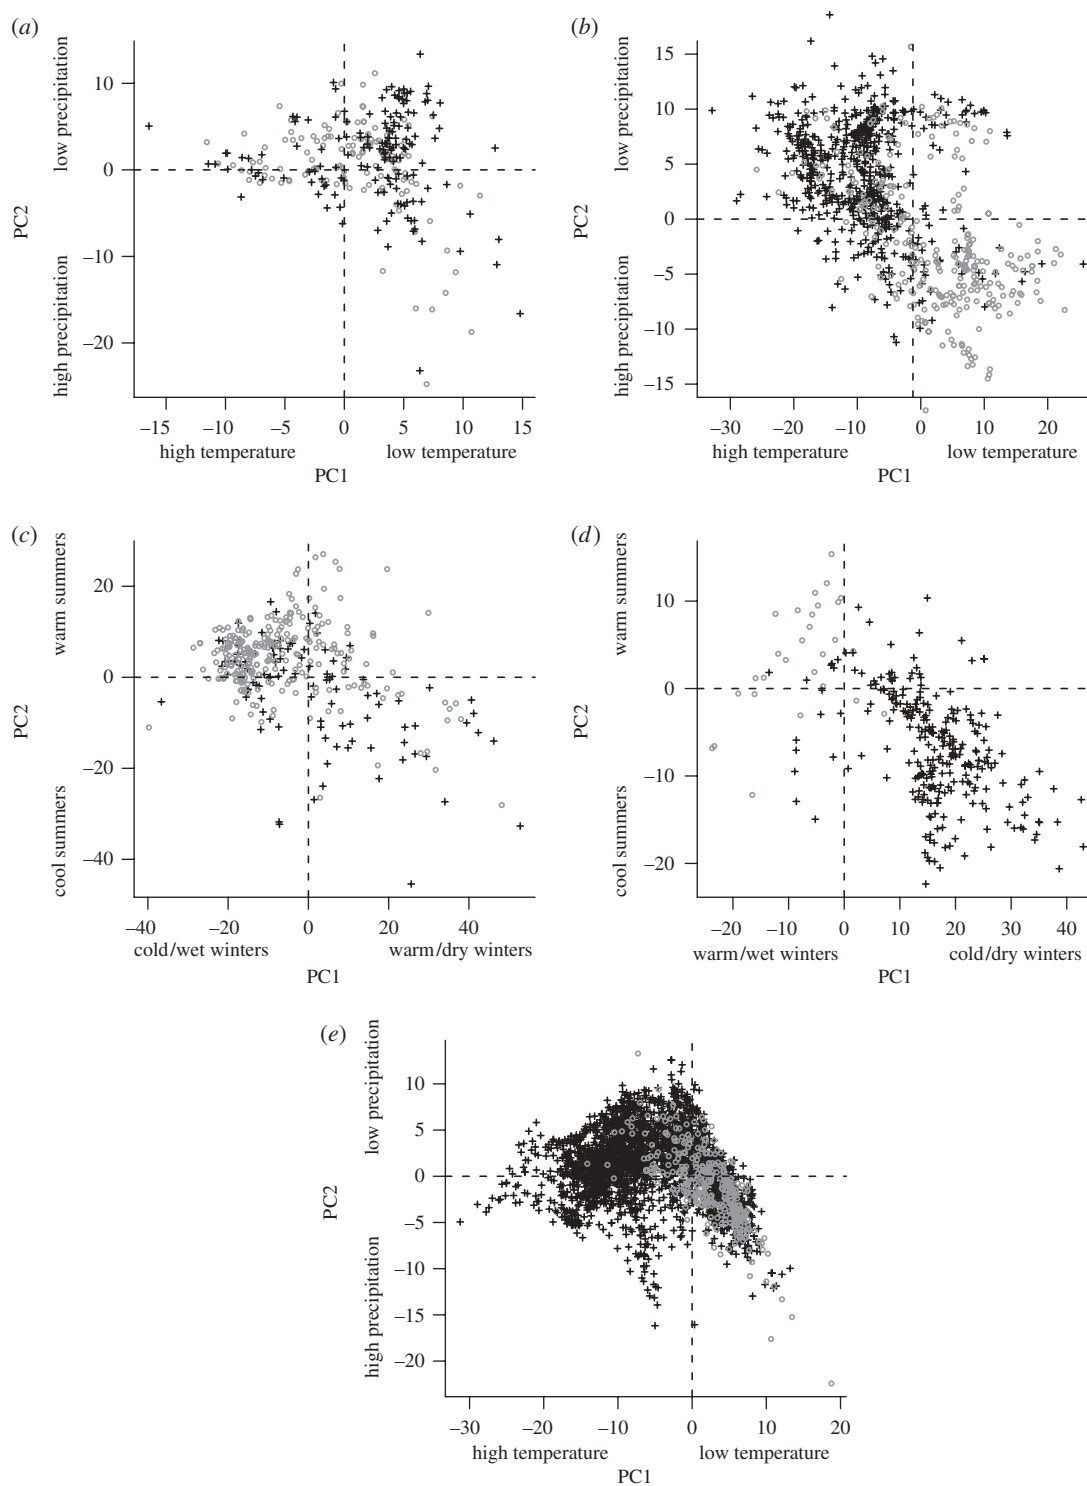 (a)
low precipitation
high precipitation
PC2
10
0
–10
–20
–15 –10 –5 0 5 10 15
high temperature low temperature
PC1
(b)
low precipitation
high precipitation
PC2
15
10
5
0
–5
–10
–15
–30 –20 –10 0 10 20
high temperature low temperature
PC1
(c)
warm summers
cool summers
PC2
20
0
–20
–40
–40 –20 0 20 40
cold/wet winters warm/dry winters
PC1
(d)
warm summers
cool summers
PC2
10
0
–10
–20
–20 –10 0 10 20 30 40
warm/wet winters cold/dry winters
PC1
(e)
low precipitation
high precipitation
PC2
10
5
0
–5
–10
–15
–20
–30 –20 –10 0 10 20
high temperature low temperature
PC1